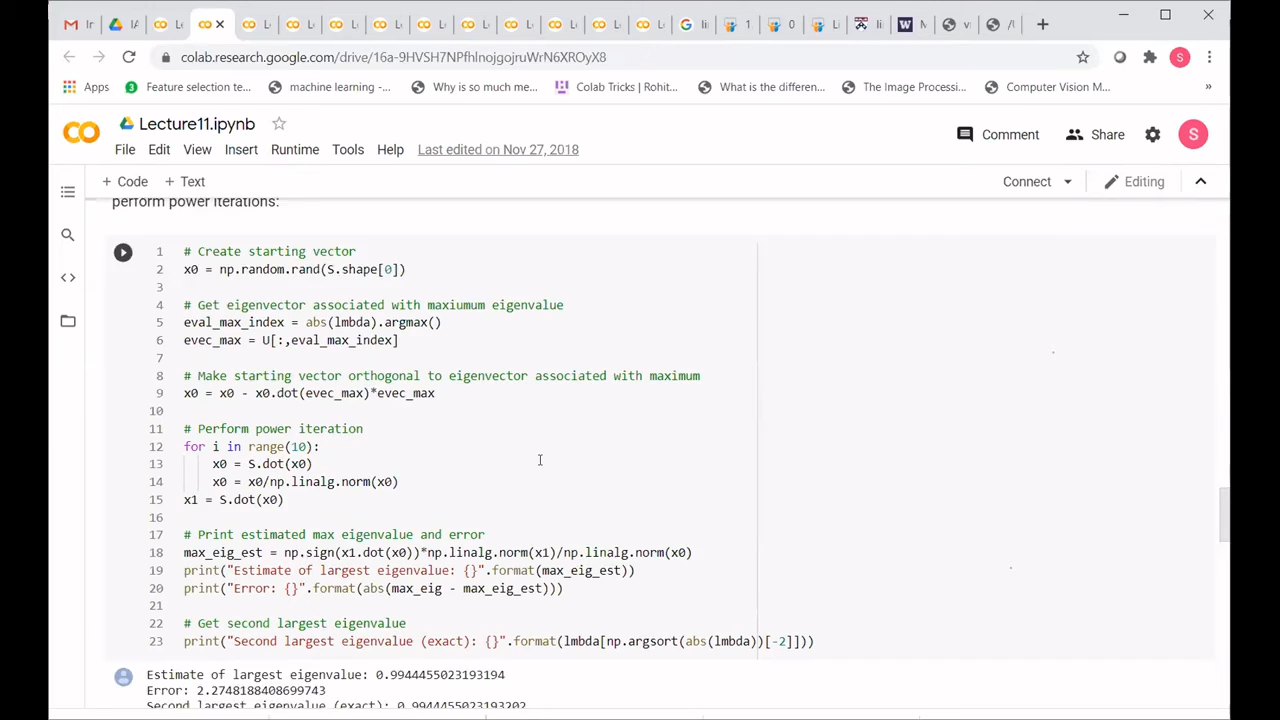 colab.research.google.com/drive/16a-9HVSH7NPfhlnojgojruWrN6XROyX8
Apps
Feature selection te...
machine learning -...
Why is so much me...
Colab Tricks | Rohit...
What is the differen...
The Image Processi...
Computer Vision M...
»
CO
Lecture11.ipynb
Comment
Share
S
File Edit View Insert Runtime Tools Help Last edited on Nov 27, 2018
+ Code + Text
Connect
Editing
perform power iterations:
1 # Create starting vector
2 x0 = np.random.rand(S.shape[0])
3
4 # Get eigenvector associated with maxiumum eigenvalue
5 eval_max_index = abs(lmbda).argmax()
6 evec_max = U[:,eval_max_index]
7
8 # Make starting vector orthogonal to eigenvector associated with maximum
9 x0 = x0 - x0.dot(evec_max)*evec_max
10
11 # Perform power iteration
12 for i in range(10):
13 x0 = S.dot(x0)
14 x0 = x0/np.linalg.norm(x0)
15 x1 = S.dot(x0)
16
17 # Print estimated max eigenvalue and error
18 max_eig_est = np.sign(x1.dot(x0))*np.linalg.norm(x1)/np.linalg.norm(x0)
19 print("Estimate of largest eigenvalue: {}".format(max_eig_est))
20 print("Error: {}".format(abs(max_eig - max_eig_est)))
21
22 # Get second largest eigenvalue
23 print("Second largest eigenvalue (exact): {}".format(lmbda[np.argsort(abs(lmbda))[-2]]))
Estimate of largest eigenvalue: 0.9944455023193194
Error: 2.2748188408699743
Second largest eigenvalue (exact): 0.9944455023193202